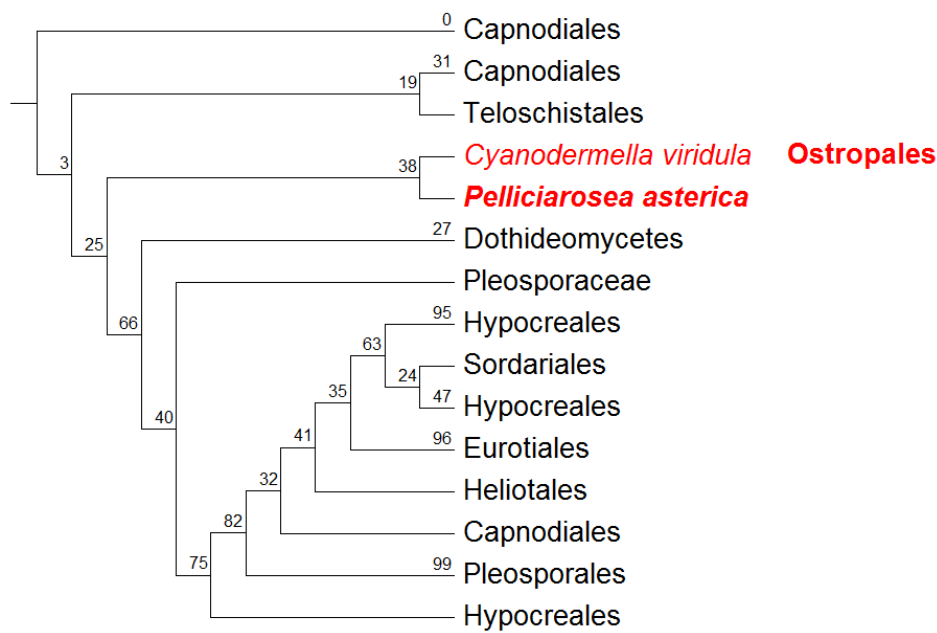 0
Capnodiales
31
Capnodiales
19
Teloschistales
3
Cyanodermella viridula Ostropales
38
Pelliciarosea asterica
25
27
Dothideomycetes
Pleosporaceae
66
95
Hypocreales
63
Sordariales
24
47
Hypocreales
35
40
96
Eurotiales
41
Heliotales
32
Capnodiales
82
99
Pleosporales
75
Hypocreales